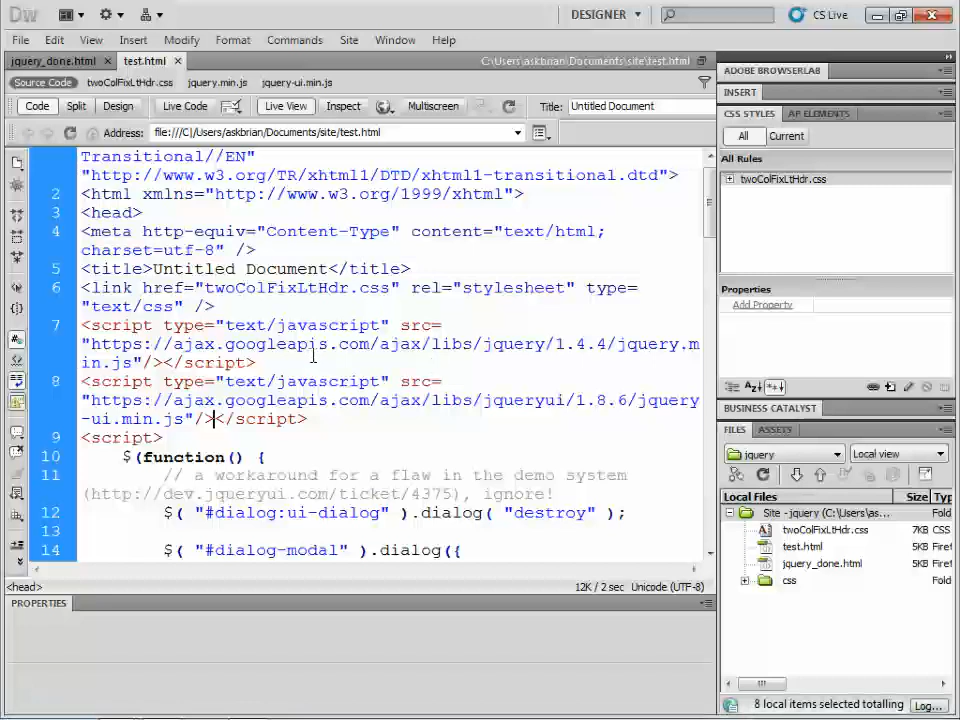 Dw
DESIGNER
CS Live
File Edit View Insert Modify Format Commands Site Window Help
jquery_done.html × test.html × C:\Users\askbrian\Documents\site\test.html
Source Code twoColFixLtHdr.css jquery.min.js jquery-ui.min.js
Code Split Design Live Code Live View Inspect Multiscreen Title: Untitled Document
Address: file:///C|/Users/askbrian/Documents/site/test.html
Transitional//EN"
"http://www.w3.org/TR/xhtml1/DTD/xhtml1-transitional.dtd">
2 <html xmlns="http://www.w3.org/1999/xhtml">
3 <head>
4 <meta http-equiv="Content-Type" content="text/html;
charset=utf-8" />
5 <title>Untitled Document</title>
6 <link href="twoColFixLtHdr.css" rel="stylesheet" type=
"text/css" />
7 <script type="text/javascript" src=
"https://ajax.googleapis.com/ajax/libs/jquery/1.4.4/jquery.m
in.js"/></script>
8 <script type="text/javascript" src=
"https://ajax.googleapis.com/ajax/libs/jqueryui/1.8.6/jquery
-ui.min.js"/></script>
9 <script>
10 $(function() {
11 // a workaround for a flaw in the demo system
(http://dev.jqueryui.com/ticket/4375), ignore!
12 $( "#dialog:ui-dialog" ).dialog( "destroy" );
13
14 $( "#dialog-modal" ).dialog({
<head> 12K / 2 sec Unicode (UTF-8)
PROPERTIES
ADOBE BROWSERLAB
INSERT
CSS STYLES AP ELEMENTS
All Current
All Rules
twoColFixLtHdr.css
Properties
Add Property
BUSINESS CATALYST
FILES ASSETS
jquery Local view
Local Files Size Typ
Site - jquery (C:\Users\as... Fold
twoColFixLtHdr.css 7KB CSS
test.html 5KB Firef
jquery_done.html 5KB Firef
css Fold
8 local items selected totalling Log...